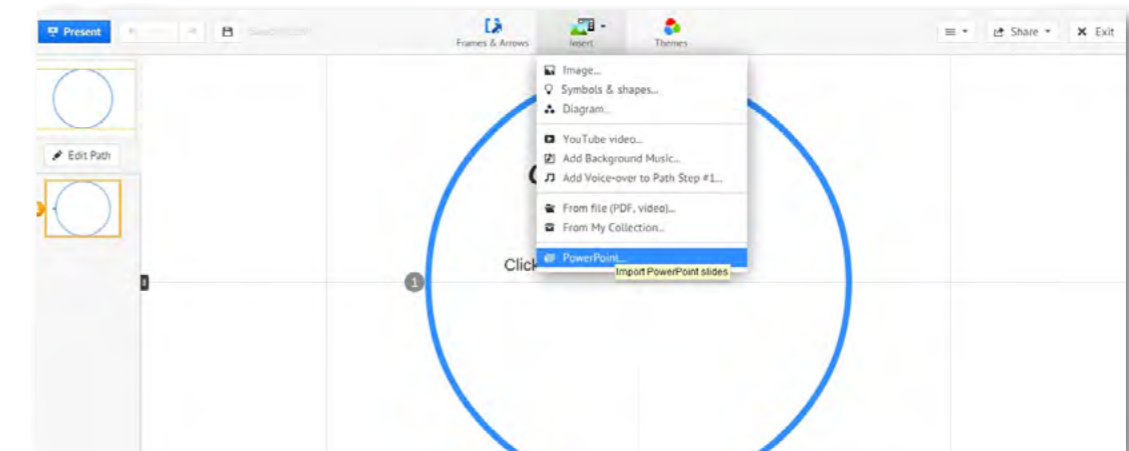 Present
Share
Exit
Frames & Arrows
Insert
Themes
Image...
Symbols & shapes...
Diagram...
YouTube video...
Add Background Music...
Add Voice-over to Path Step #1...
From file (PDF, video)...
From My Collection...
PowerPoint...
Import PowerPoint slides
Edit Path
Click
1